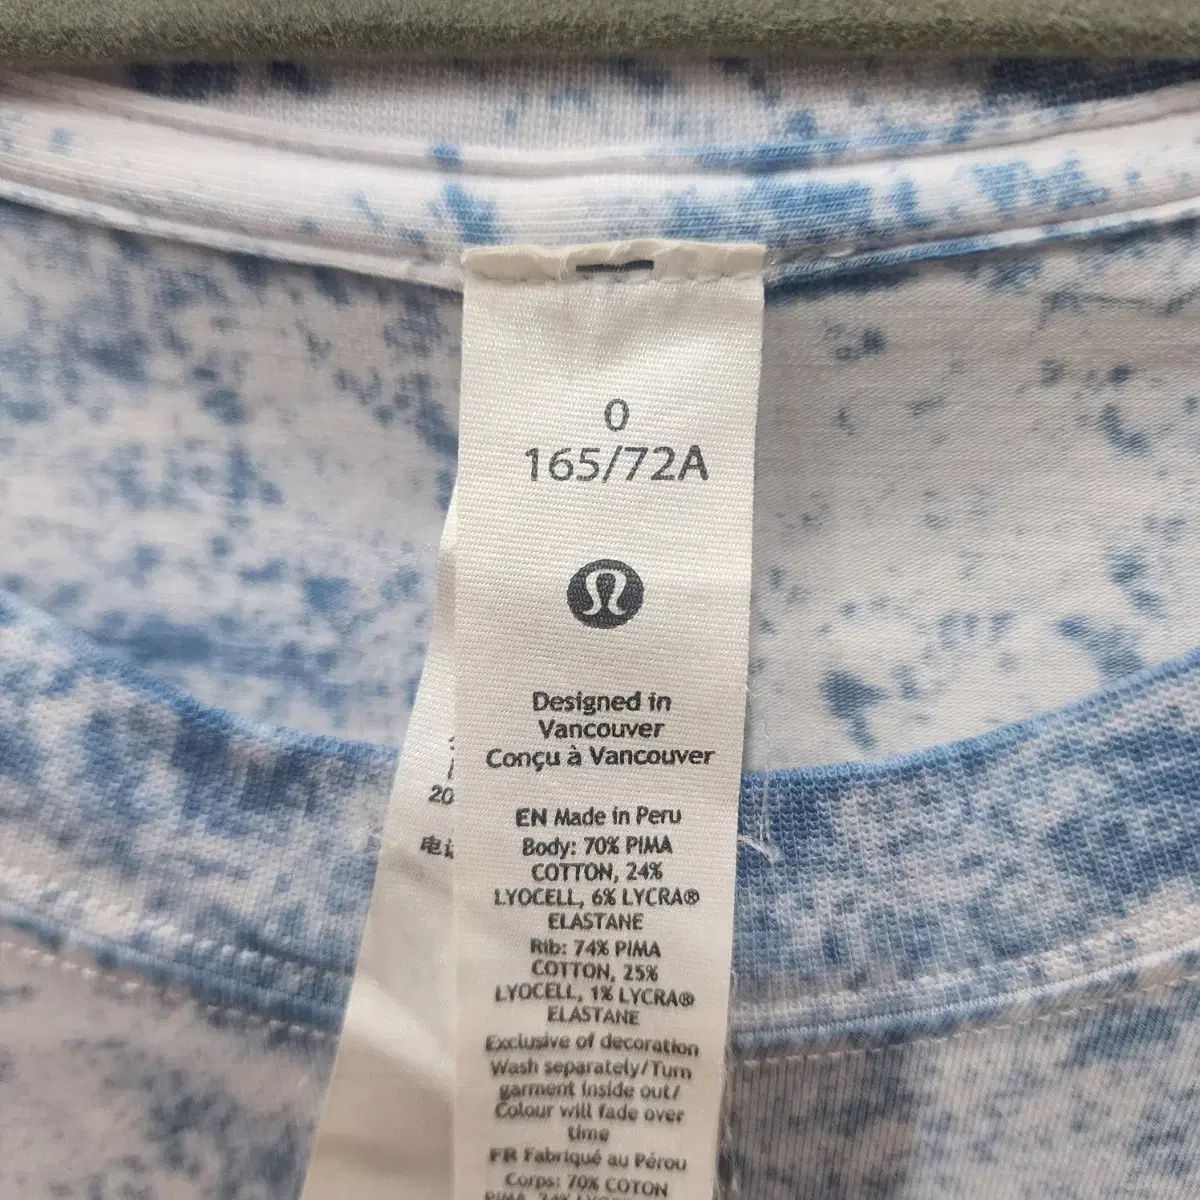 0
165/72A
Designed in
Vancouver
Conçu à Vancouver
EN Made in Peru
Body: 70% PIMA
COTTON, 24%
LYOCELL, 6% LYCRA®
ELASTANE
Rib: 74% PIMA
COTTON, 25%
LYOCELL, 1% LYCRA®
ELASTANE
Exclusive of decoration
Wash separately/Turn
garment inside out/
Colour will fade over
time
FR Fabriqué au Pérou
Corps: 70% COTON
20